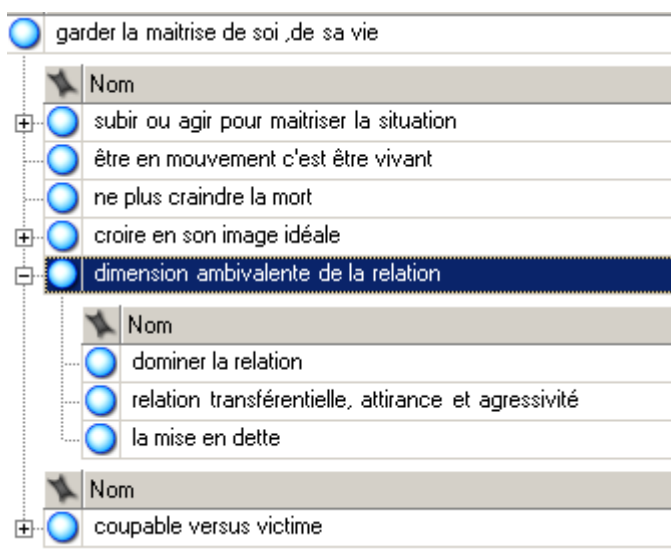 garder la maitrise de soi ,de sa vie
Nom
subir ou agir pour maitriser la situation
être en mouvement c'est être vivant
ne plus craindre la mort
croire en son image idéale
dimension ambivalente de la relation
Nom
dominer la relation
relation transférentielle, attirance et agressivité
la mise en dette
Nom
coupable versus victime